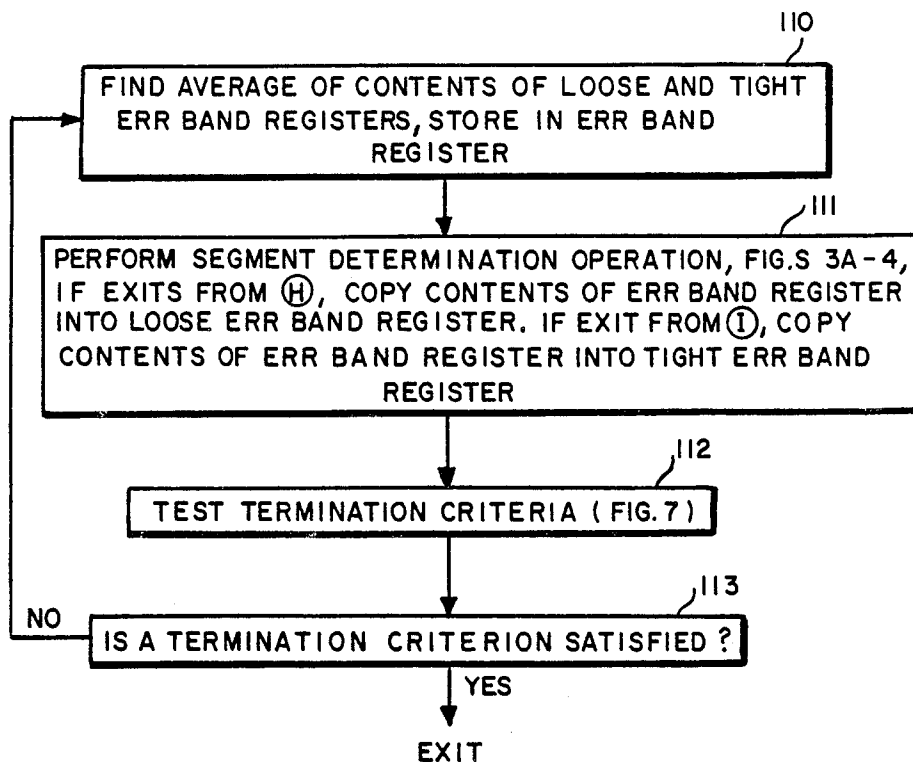 110
FIND AVERAGE OF CONTENTS OF LOOSE AND TIGHT
ERR BAND REGISTERS, STORE IN ERR BAND
REGISTER
111
PERFORM SEGMENT DETERMINATION OPERATION, FIG.S 3A-4,
IF EXITS FROM H, COPY CONTENTS OF ERR BAND REGISTER
INTO LOOSE ERR BAND REGISTER. IF EXIT FROM I, COPY
CONTENTS OF ERR BAND REGISTER INTO TIGHT ERR BAND
REGISTER
112
TEST TERMINATION CRITERIA (FIG. 7)
113
NO
IS A TERMINATION CRITERION SATISFIED ?
YES
EXIT